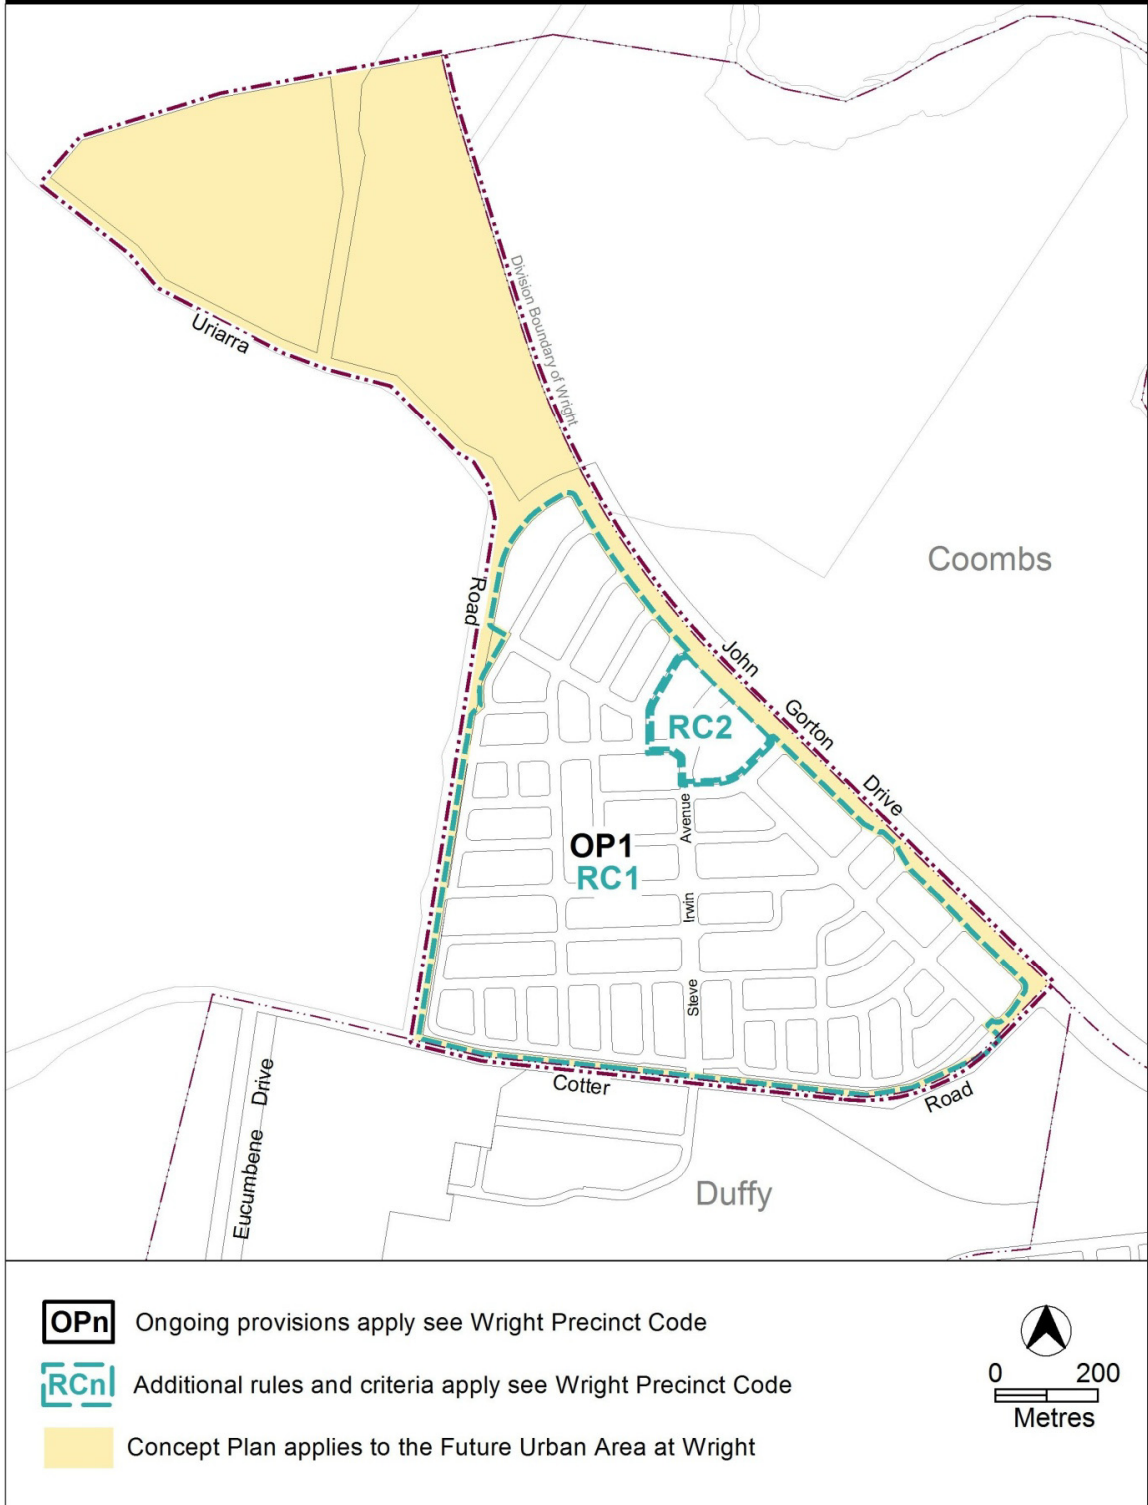 Division Boundary of Wright
Uriarra
Road
Coombs
John
Gorton
Drive
RC2
Avenue
OP1
RC1
Irwin
Steve
Cotter
Road
Eucumbene Drive
Duffy
OPn Ongoing provisions apply see Wright Precinct Code
RCn Additional rules and criteria apply see Wright Precinct Code
Concept Plan applies to the Future Urban Area at Wright
0 200
Metres